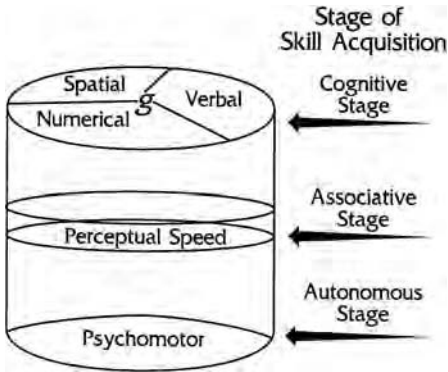 Stage of
Skill Acquisition
Spatial
g
Verbal
Numerical
Cognitive
Stage
Associative
Stage
Perceptual Speed
Autonomous
Stage
Psychomotor